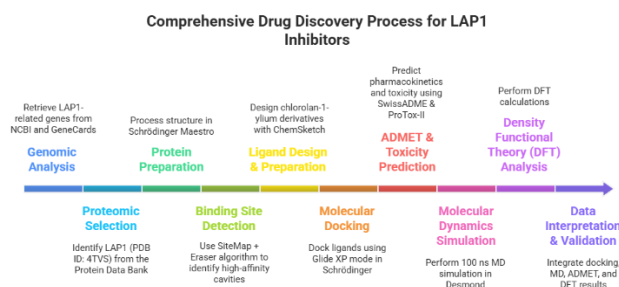 Comprehensive Drug Discovery Process for LAP1
Inhibitors
Retrieve LAP1-
related genes from
NCBI and GeneCards
Genomic
Analysis
Proteomic
Selection
Identify LAP1 (PDB
ID: 4TVS) from the
Protein Data Bank
Process structure in
Schrödinger Maestro
Protein
Preparation
Binding Site
Detection
Use SiteMap +
Eraser algorithm to
identify high-affinity
cavities
Design chlorolan-1-
ylium derivatives
with ChemSketch
Ligand Design
& Preparation
Molecular
Docking
Dock ligands using
Glide XP mode in
Schrödinger
Predict
pharmacokinetics
and toxicity using
SwissADME &
ProTox-II
ADMET &
Toxicity
Prediction
Molecular
Dynamics
Simulation
Perform 100 ns MD
simulation in
Desmond
Perform DFT
calculations
Density
Functional
Theory (DFT)
Analysis
Data
Interpretation
& Validation
Integrate docking,
MD, ADMET, and
DFT results